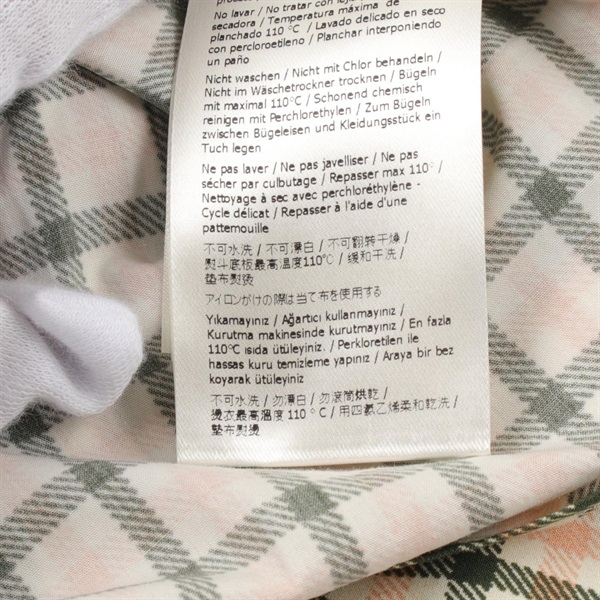 No lavar / No tratar con
secadora / Temperatura máxima de
planchado 110 °C / Lavado delicado en seco
con percloroetileno / Planchar interponiendo
un paño
Nicht waschen / Nicht mit Chlor behandeln /
Nicht im Wäschetrockner trocknen / Bügeln
mit maximal 110°C / Schonend chemisch
reinigen mit Perchlorethylen / Zum Bügeln
zwischen Bügeleisen und Kleidungsstück ein
Tuch legen
Ne pas laver / Ne pas javelliser / Ne pas
sécher par culbutage / Repasser max 110° /
Nettoyage à sec avec perchloréthylène -
Cycle délicat / Repasser à l'aide d'une
pattemouille
不可水洗 / 不可漂白 / 不可翻转干燥 /
熨斗底板最高温度110°C / 缓和干洗 /
垫布熨烫
アイロンがけの際は当て布を使用する
Yıkamayınız / Ağartıcı kullanmayınız /
Kurutma makinesinde kurutmayınız / En fazla
110°C ısıda ütüleyiniz. / Perkloretilen ile
hassas kuru temizleme yapınız / Araya bir bez
koyarak ütüleyiniz
不可水洗 / 勿漂白 / 勿滾筒烘乾 /
燙衣最高溫度 110 °C / 用四氯乙烯柔和乾洗 /
墊布熨燙